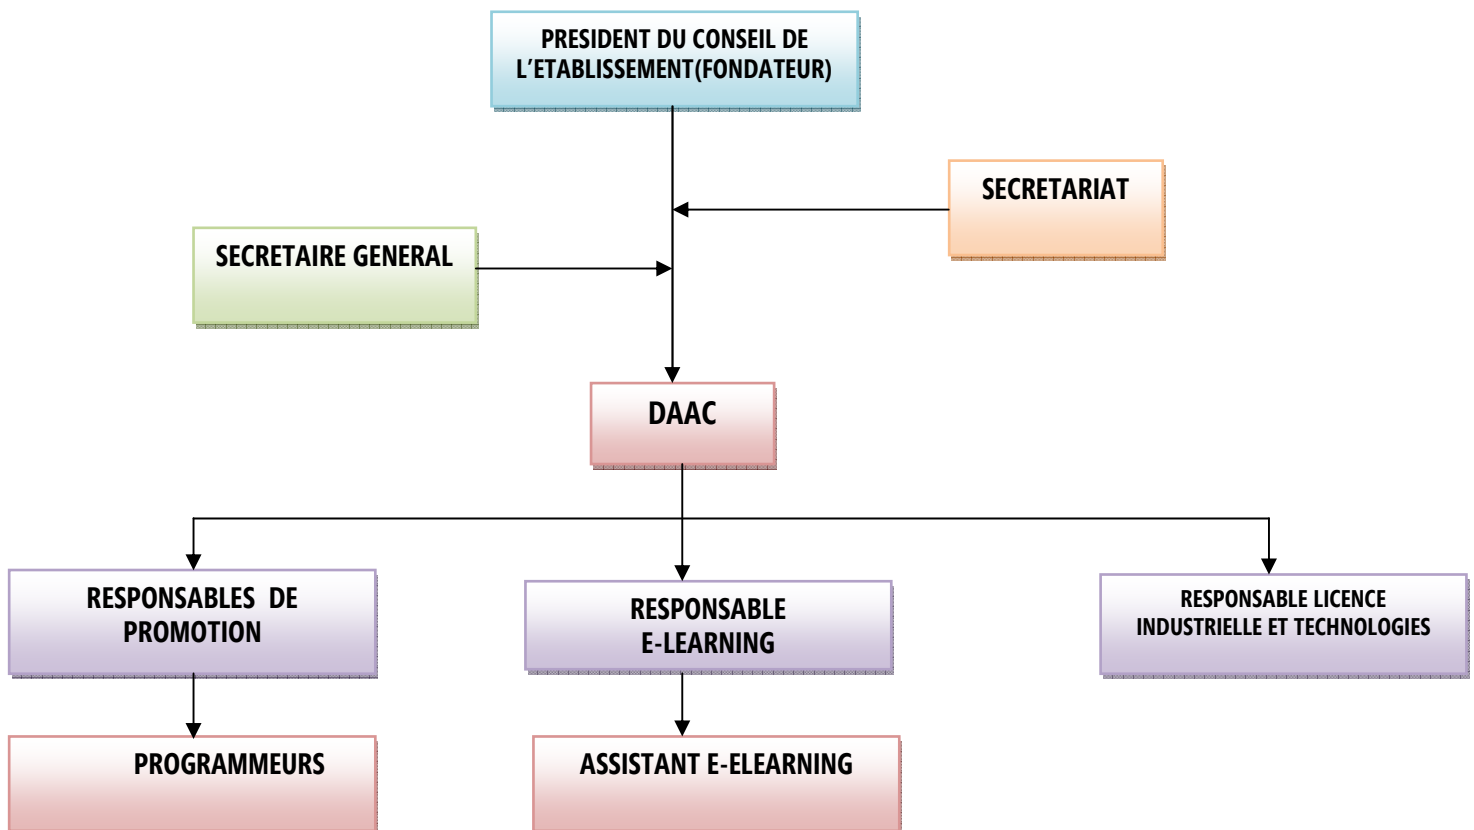 PRESIDENT DU CONSEIL DE
L'ETABLISSEMENT(FONDATEUR)
SECRETARIAT
SECRETAIRE GENERAL
DAAC
RESPONSABLES DE
PROMOTION
RESPONSABLE
E-LEARNING
RESPONSABLE LICENCE
INDUSTRIELLE ET TECHNOLOGIES
PROGRAMMEURS
ASSISTANT E-ELEARNING